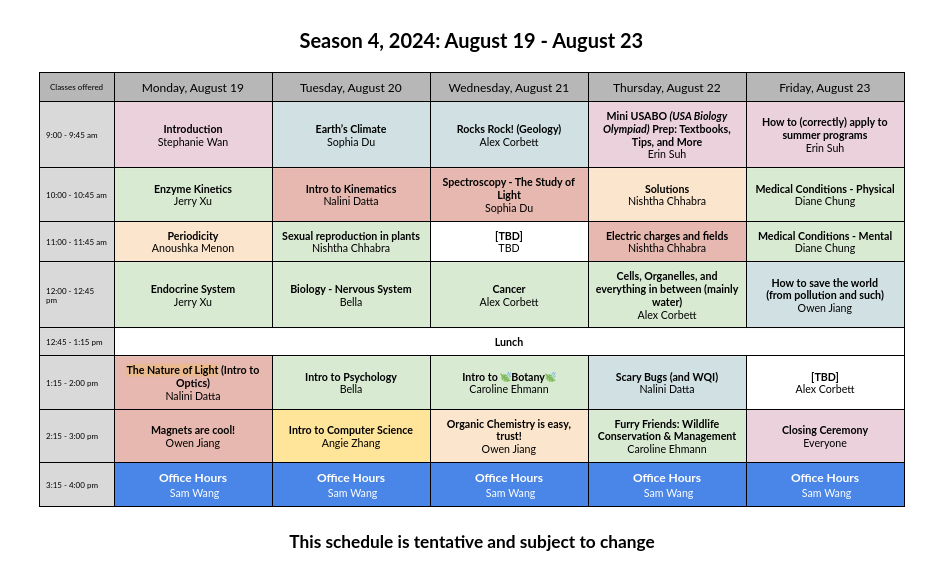 Season 4, 2024: August 19 - August 23
Classes offered
Monday, August 19
Tuesday, August 20
Wednesday, August 21
Thursday, August 22
Friday, August 23
9:00 - 9:45 am
Introduction
Stephanie Wan
Earth's Climate
Sophia Du
Rocks Rock! (Geology)
Alex Corbett
Mini USABO (USA Biology
Olympiad) Prep: Textbooks,
Tips, and More
Erin Suh
How to (correctly) apply to
summer programs
Erin Suh
10:00 - 10:45 am
Enzyme Kinetics
Jerry Xu
Intro to Kinematics
Nalini Datta
Spectroscopy - The Study of
Light
Sophia Du
Solutions
Nishtha Chhabra
Medical Conditions - Physical
Diane Chung
11:00 - 11:45 am
Periodicity
Anoushka Menon
Sexual reproduction in plants
Nishtha Chhabra
[TBD]
TBD
Electric charges and fields
Nishtha Chhabra
Medical Conditions - Mental
Diane Chung
12:00 - 12:45
pm
Endocrine System
Jerry Xu
Biology - Nervous System
Bella
Cancer
Alex Corbett
Cells, Organelles, and
everything in between (mainly
water)
Alex Corbett
How to save the world
(from pollution and such)
Owen Jiang
12:45 - 1:15 pm
Lunch
1:15 - 2:00 pm
The Nature of Light (Intro to
Optics)
Nalini Datta
Intro to Psychology
Bella
Intro to 🌿Botany🌿
Caroline Ehmann
Scary Bugs (and WQI)
Nalini Datta
[TBD]
Alex Corbett
2:15 - 3:00 pm
Magnets are cool!
Owen Jiang
Intro to Computer Science
Angie Zhang
Organic Chemistry is easy,
trust!
Owen Jiang
Furry Friends: Wildlife
Conservation & Management
Caroline Ehmann
Closing Ceremony
Everyone
3:15 - 4:00 pm
Office Hours
Sam Wang
Office Hours
Sam Wang
Office Hours
Sam Wang
Office Hours
Sam Wang
Office Hours
Sam Wang
This schedule is tentative and subject to change